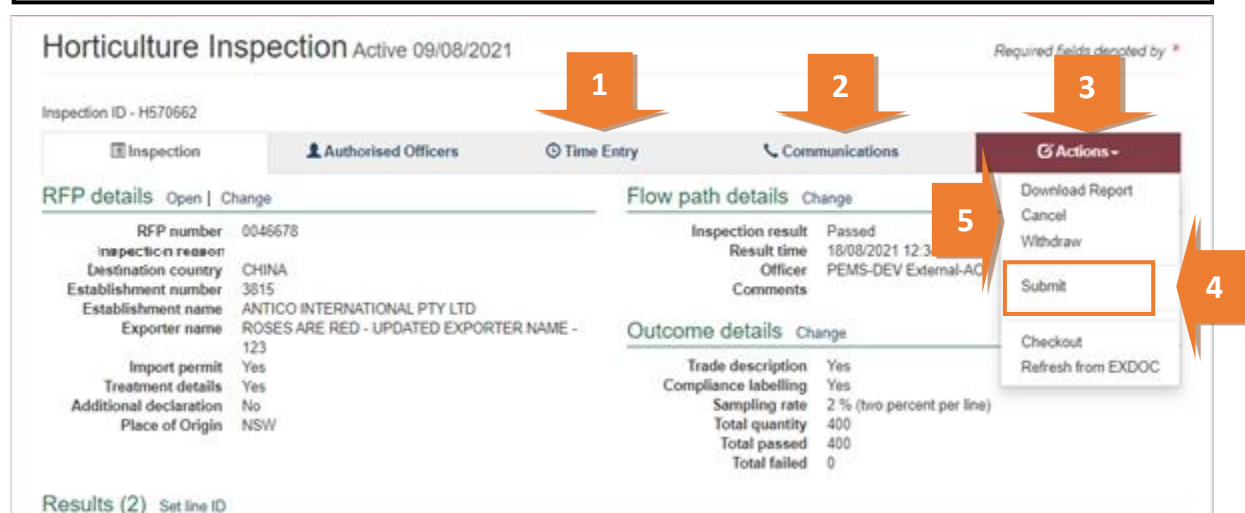 Horticulture Inspection Active 09/08/2021
Required fields denoted by *
1
2
3
Inspection ID - H570662
Inspection
Authorised Officers
Time Entry
Communications
Actions
RFP details Open | Change
RFP number 0046678
Inspection reason
Destination country CHINA
Establishment number 3815
Establishment name ANTICO INTERNATIONAL PTY LTD
Exporter name ROSES ARE RED - UPDATED EXPORTER NAME -
123
Import permit Yes
Treatment details Yes
Additional declaration No
Place of Origin NSW
Flow path details Change
Inspection result Passed
Result time 18/08/2021 12:3
Officer PEMS-DEV External-AO
Comments
Outcome details Change
Trade description Yes
Compliance labelling Yes
Sampling rate 2 % (two percent per line)
Total quantity 400
Total passed 400
Total failed 0
5
Download Report
Cancel
Withdraw
Submit
4
Checkout
Refresh from EXDOC
Results (2) Set line ID